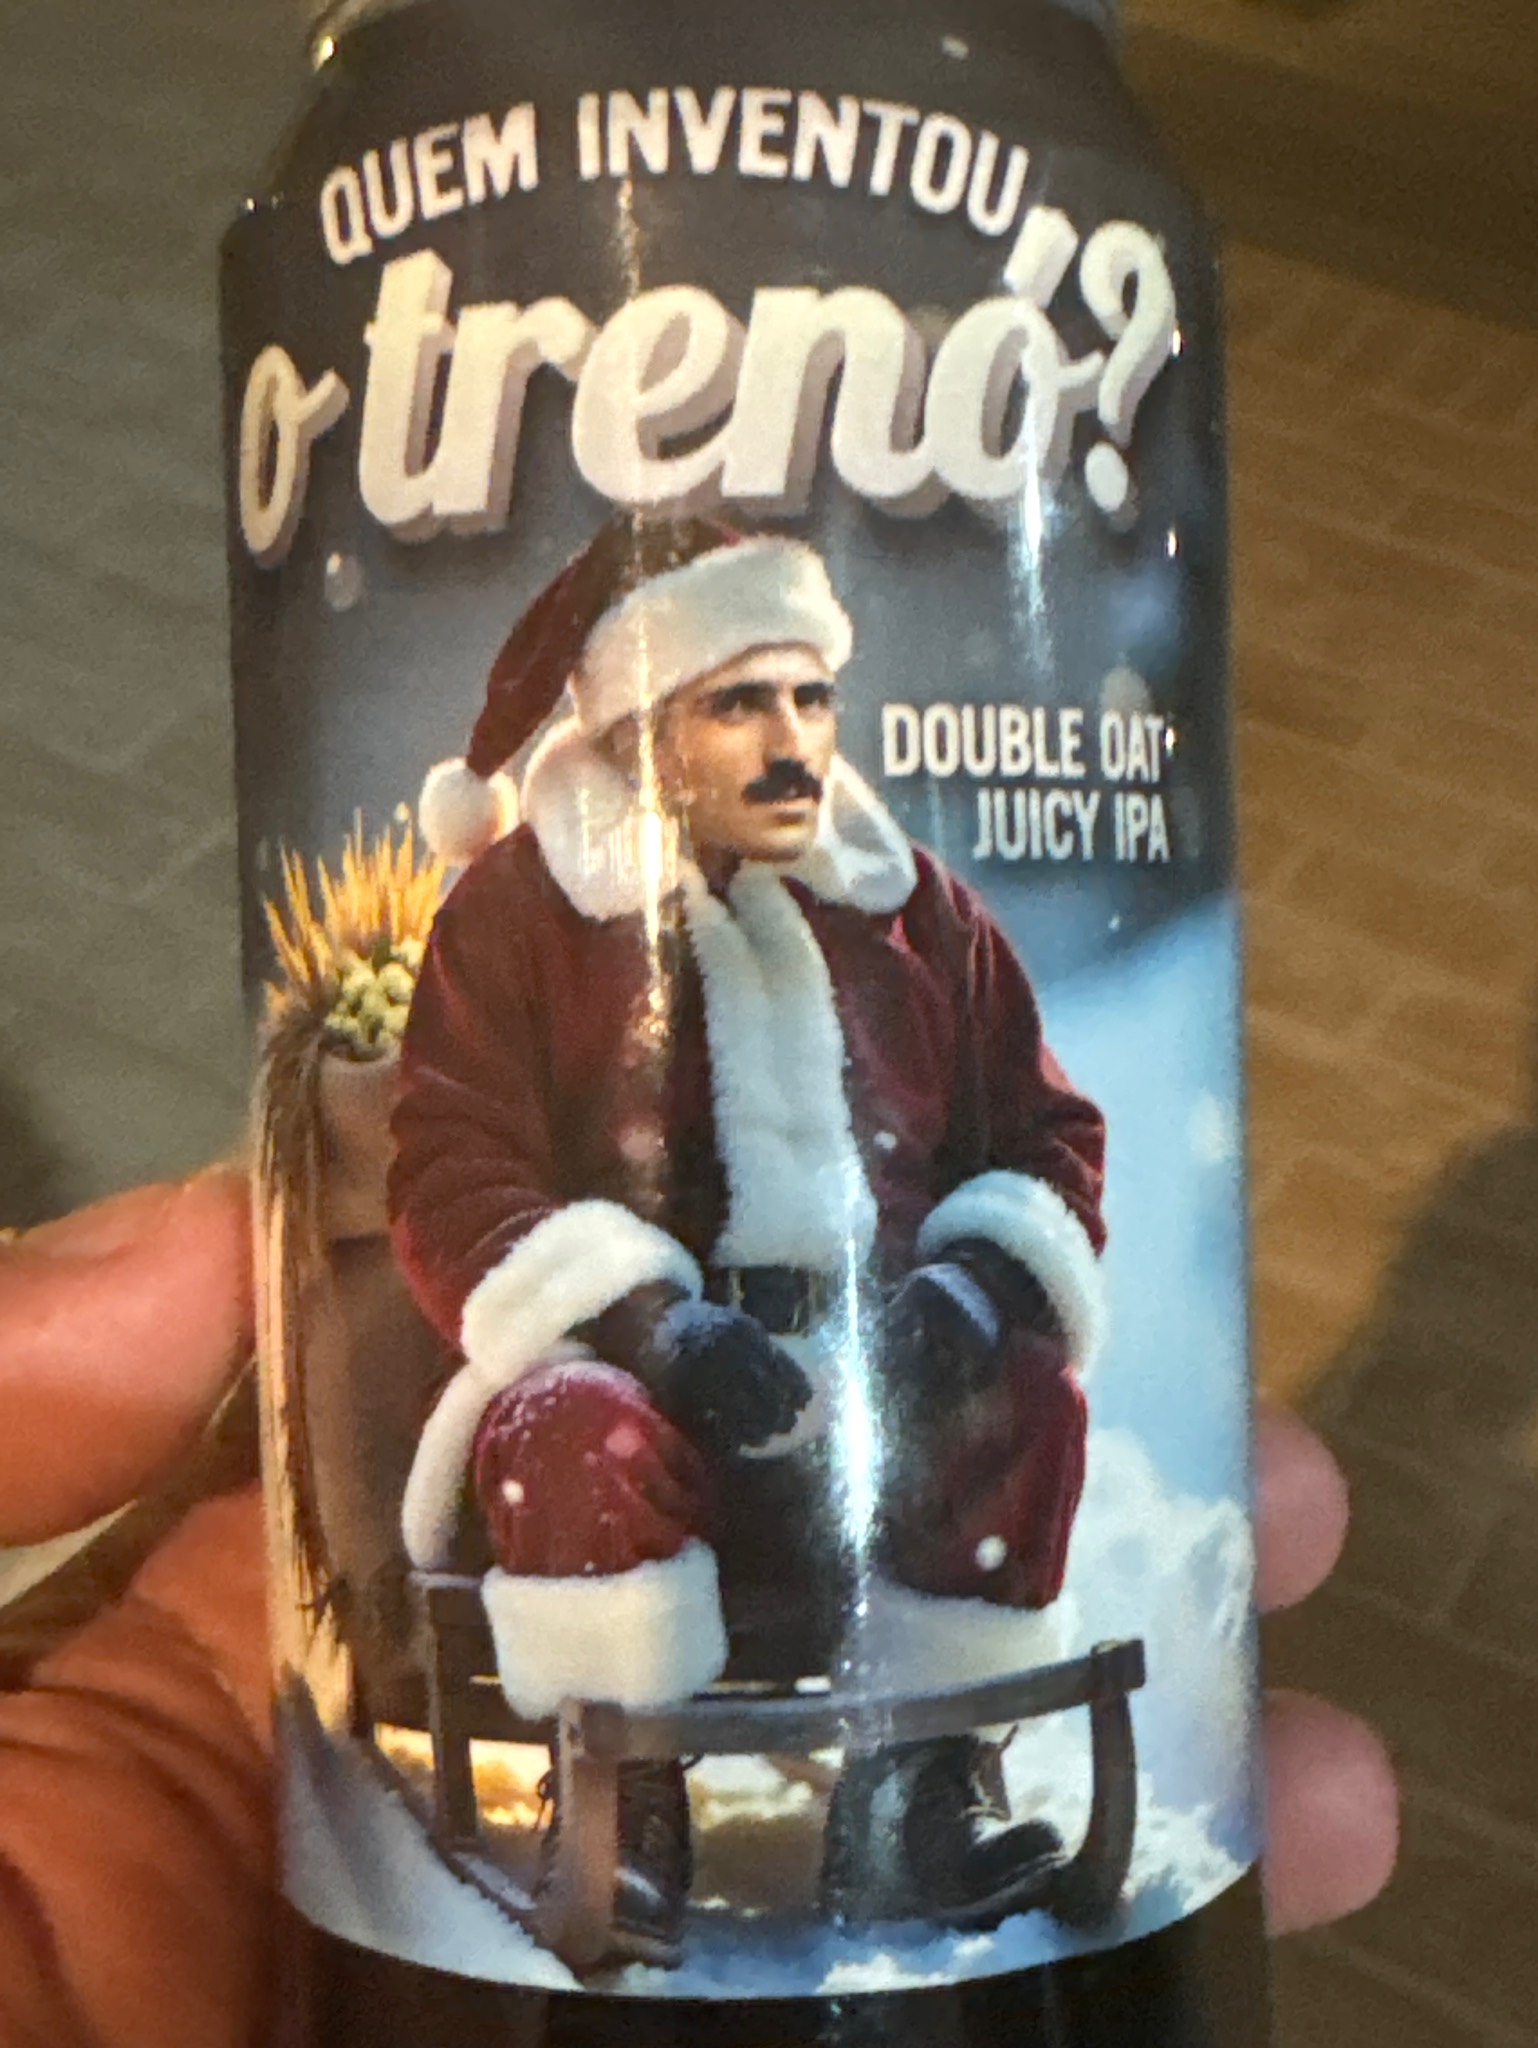 QUEM INVENTOU
o trenó?
DOUBLE OAT
JUICY IPA